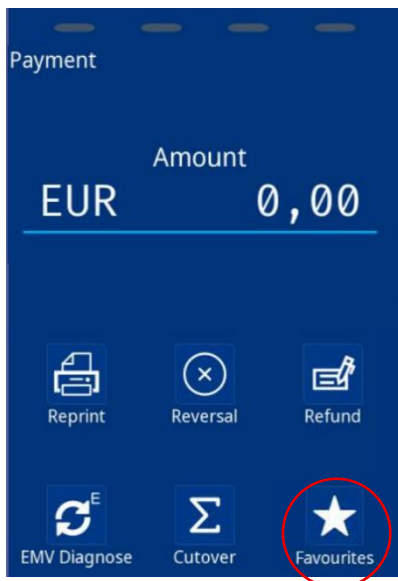 Payment
Amount
EUR 0,00
Reprint Reversal Refund
E
EMV Diagnose Cutover Favourites